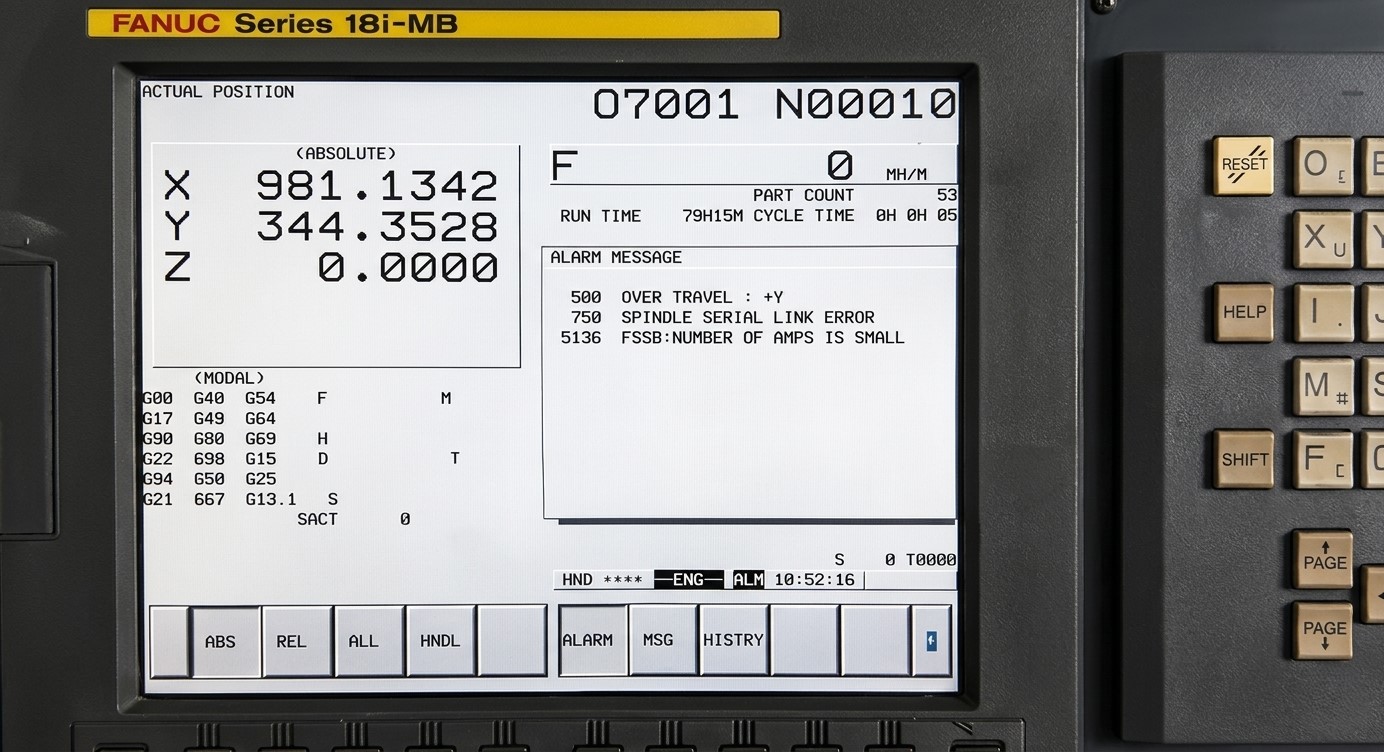 FANUC Series 18i-MB
ACTUAL POSITION
O7001 N00010
(ABSOLUTE)
X 981.1342
Y 344.3528
Z 0.0000
F 0 MH/M
PART COUNT 53
RUN TIME 79H15M CYCLE TIME 0H 0H 05
ALARM MESSAGE
500 OVER TRAVEL : +Y
750 SPINDLE SERIAL LINK ERROR
5136 FSSB:NUMBER OF AMPS IS SMALL
(MODAL)
G00 G40 G54 F M
G17 G49 G64
G90 G80 G69 H
G22 698 G15 D T
G94 G50 G25
G21 667 G13.1 S
SACT 0
S 0 T0000
HND **** —ENG— ALM 10:52:16
ABS REL ALL HNDL
ALARM MSG HISTRY
RESET
O
X U
HELP
I .
M #
SHIFT
F [
↑
PAGE
PAGE
↓